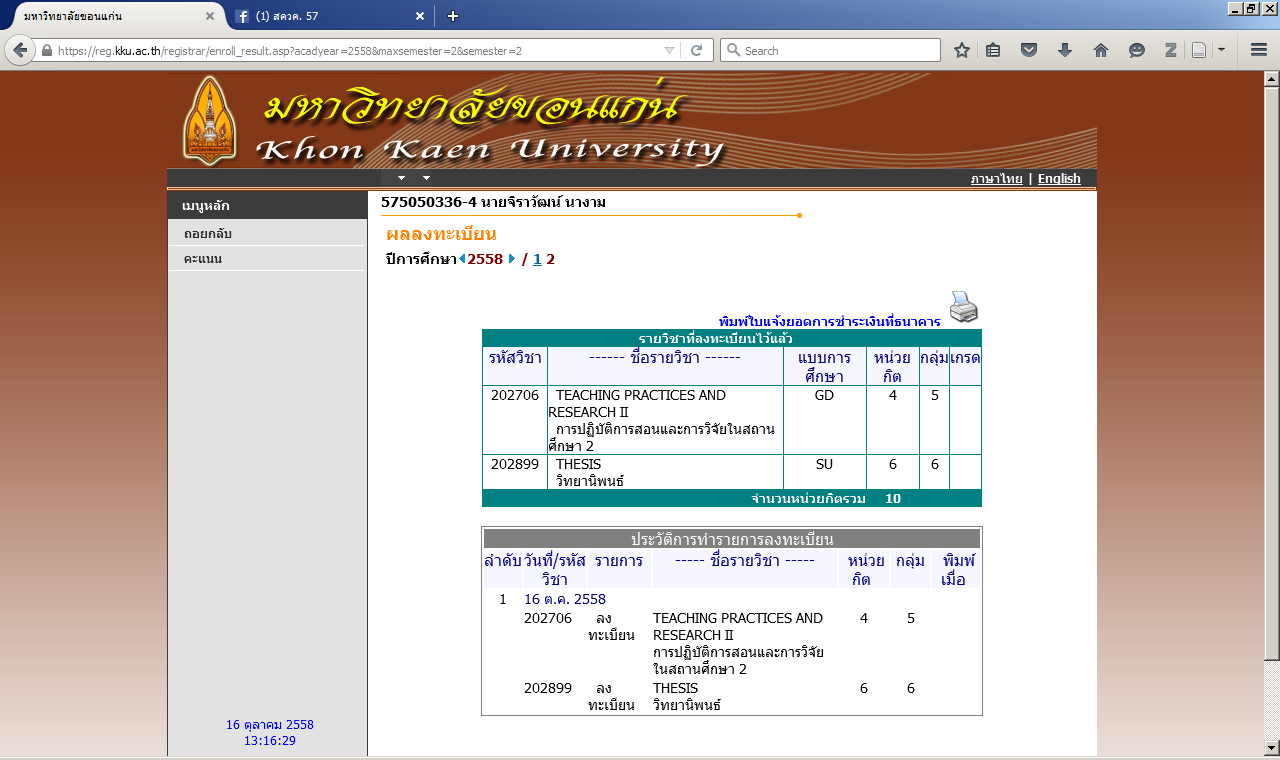 มหาวิทยาลัยขอนแก่น
(1) สควค. 57
https://reg.kku.ac.th/registrar/enroll_result.asp?acadyear=2558&maxsemester=2&semester=2
Search
มหาวิทยาลัยขอนแก่น
Khon Kaen University
ภาษาไทย | English
เมนูหลัก
ถอยกลับ
คะแนน
575050336-4 นายจิราวัฒน์ นางาม
ผลลงทะเบียน
ปีการศึกษา 2558 / 1 2
พิมพ์ใบแจ้งยอดการชำระเงินที่ธนาคาร
รายวิชาที่ลงทะเบียนไว้แล้ว
รหัสวิชา ------ ชื่อรายวิชา ------ แบบการ หน่วย กลุ่ม เกรด
ศึกษา กิต
202706 TEACHING PRACTICES AND GD 4 5
RESEARCH II
การปฏิบัติการสอนและการวิจัยในสถาน
ศึกษา 2
202899 THESIS SU 6 6
วิทยานิพนธ์
จำนวนหน่วยกิตรวม 10
ประวัติการทำรายการลงทะเบียน
ลำดับ วันที่/รหัส รายการ ----- ชื่อรายวิชา ----- หน่วย กลุ่ม พิมพ์
วิชา กิต เมื่อ
1 16 ต.ค. 2558
202706 ลง TEACHING PRACTICES AND 4 5
ทะเบียน RESEARCH II
การปฏิบัติการสอนและการวิจัย
ในสถานศึกษา 2
202899 ลง THESIS 6 6
ทะเบียน วิทยานิพนธ์
16 ตุลาคม 2558
13:16:29